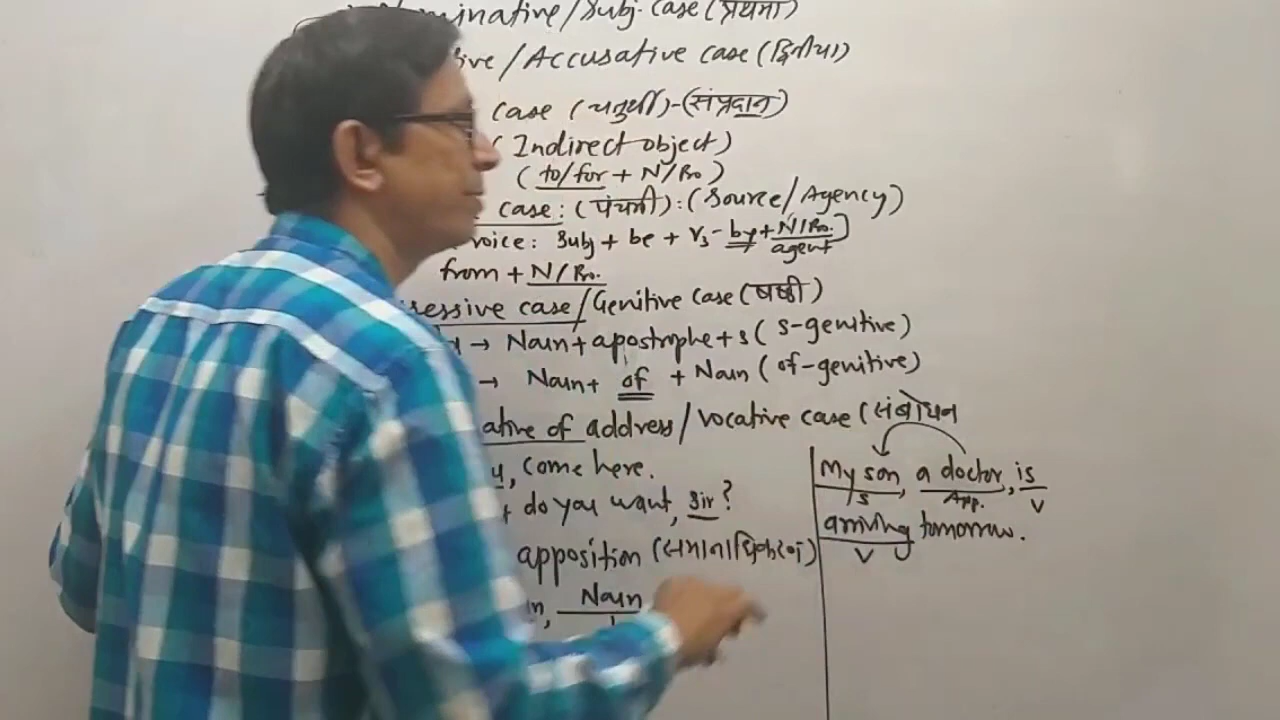 minative/Subj. Case (प्रथमा)
ive/Accusative case (द्वितीया)
case (चतुर्थी)-(संप्रदान)
(Indirect object)
(to/for + N/Pro)
case: (पंचमी): (Source/Agency)
voice: Subj + be + V3 - by + N/Pro.
agent
from + N/Pro.
ssessive case/Genitive Case (षष्ठी)
→ Noun + apostrophe + s (s-genitive)
→ Noun + of + Noun (of-genitive)
ative of address/Vocative case (संबोधन
, come here.
do you want, sir?
apposition (समानाधिकरण)
n, Noun
My son, a doctor, is
S App. V
arriving tomorrow.
V